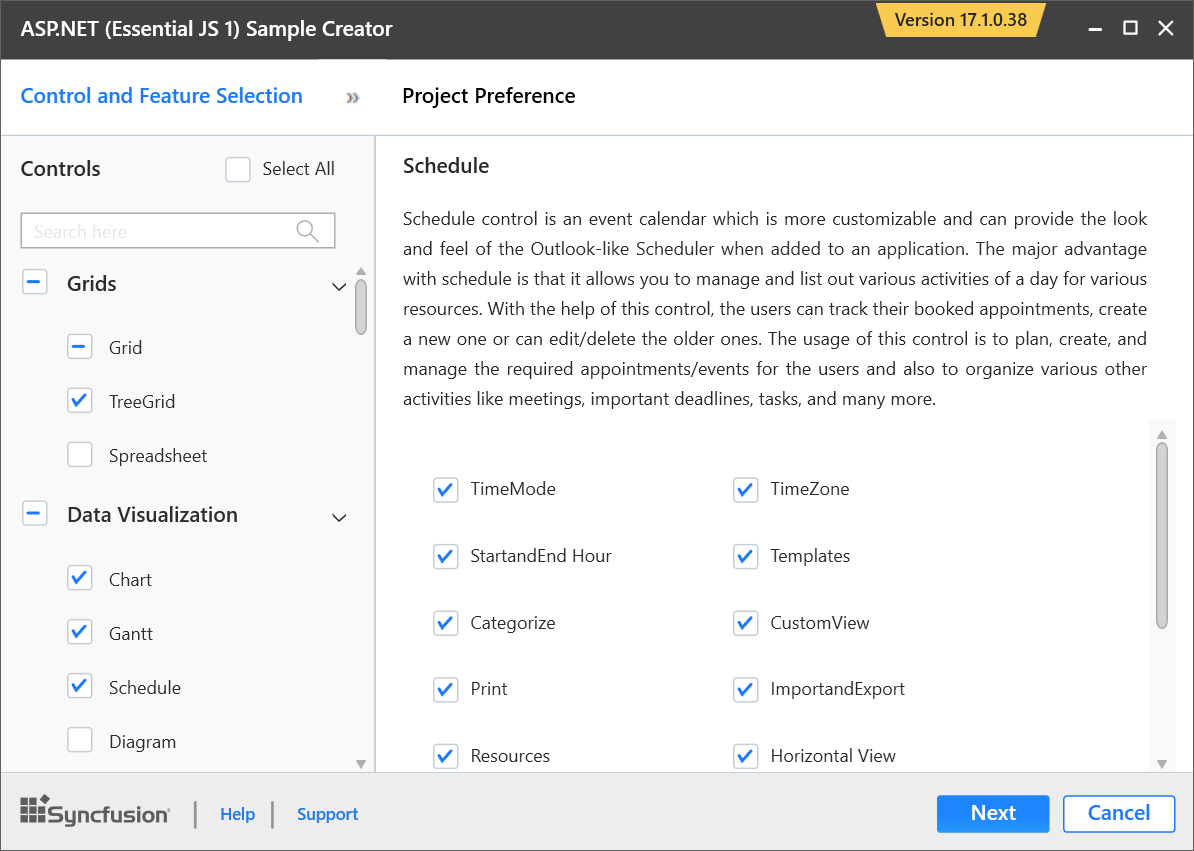 ASP.NET (Essential JS 1) Sample Creator
Version 17.1.0.38
Control and Feature Selection » Project Preference
Controls
Select All
Search here
Grids
Grid
TreeGrid
Spreadsheet
Data Visualization
Chart
Gantt
Schedule
Diagram
Schedule
Schedule control is an event calendar which is more customizable and can provide the look
and feel of the Outlook-like Scheduler when added to an application. The major advantage
with schedule is that it allows you to manage and list out various activities of a day for various
resources. With the help of this control, the users can track their booked appointments, create
a new one or can edit/delete the older ones. The usage of this control is to plan, create, and
manage the required appointments/events for the users and also to organize various other
activities like meetings, important deadlines, tasks, and many more.
TimeMode
TimeZone
StartandEnd Hour
Templates
Categorize
CustomView
Print
ImportandExport
Resources
Horizontal View
Syncfusion®
Help
Support
Next
Cancel